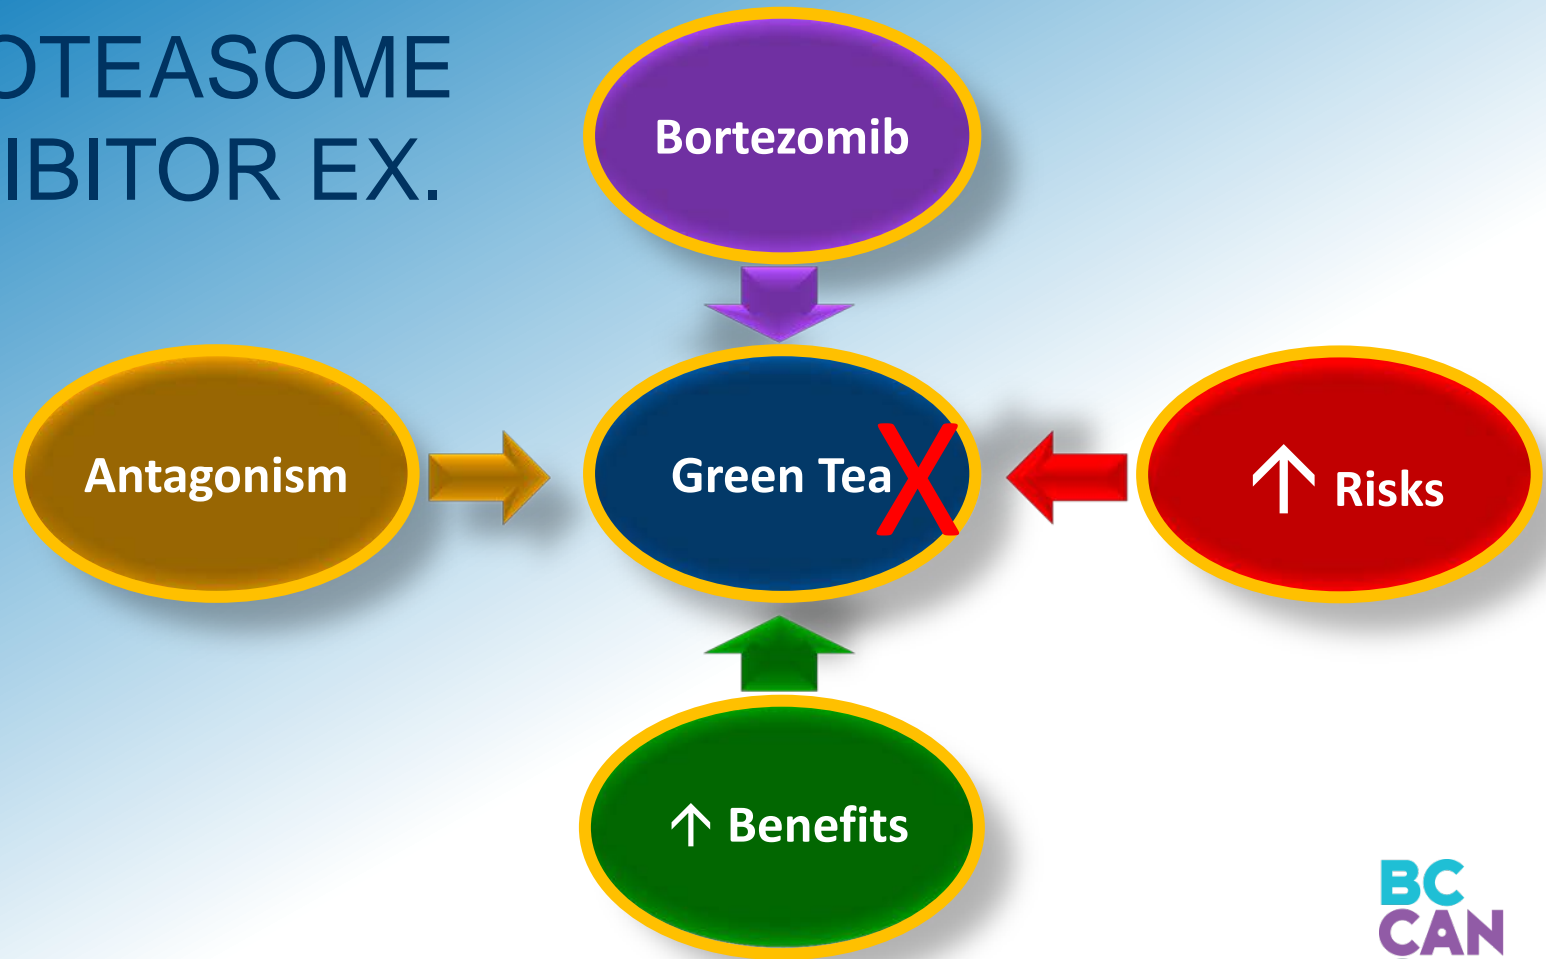 OTEASOME
IBITOR EX.
Bortezomib
Antagonism
Green Tea X
↑ Risks
↑ Benefits
BC
CAN